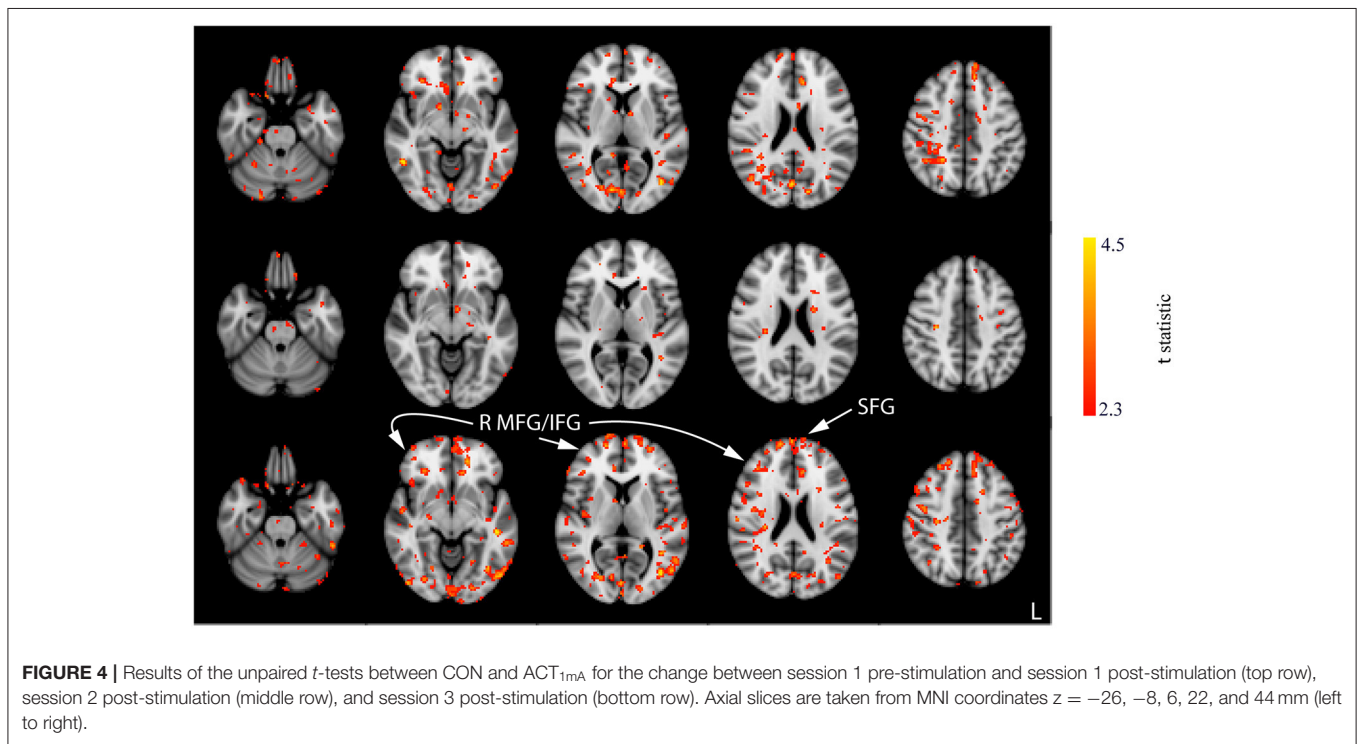 4.5
t statistic
2.3
R MFG/IFG
SFG
L
FIGURE 4 | Results of the unpaired t-tests between CON and ACT1mA for the change between session 1 pre-stimulation and session 1 post-stimulation (top row),
session 2 post-stimulation (middle row), and session 3 post-stimulation (bottom row). Axial slices are taken from MNI coordinates z = −26, −8, 6, 22, and 44 mm (left
to right).